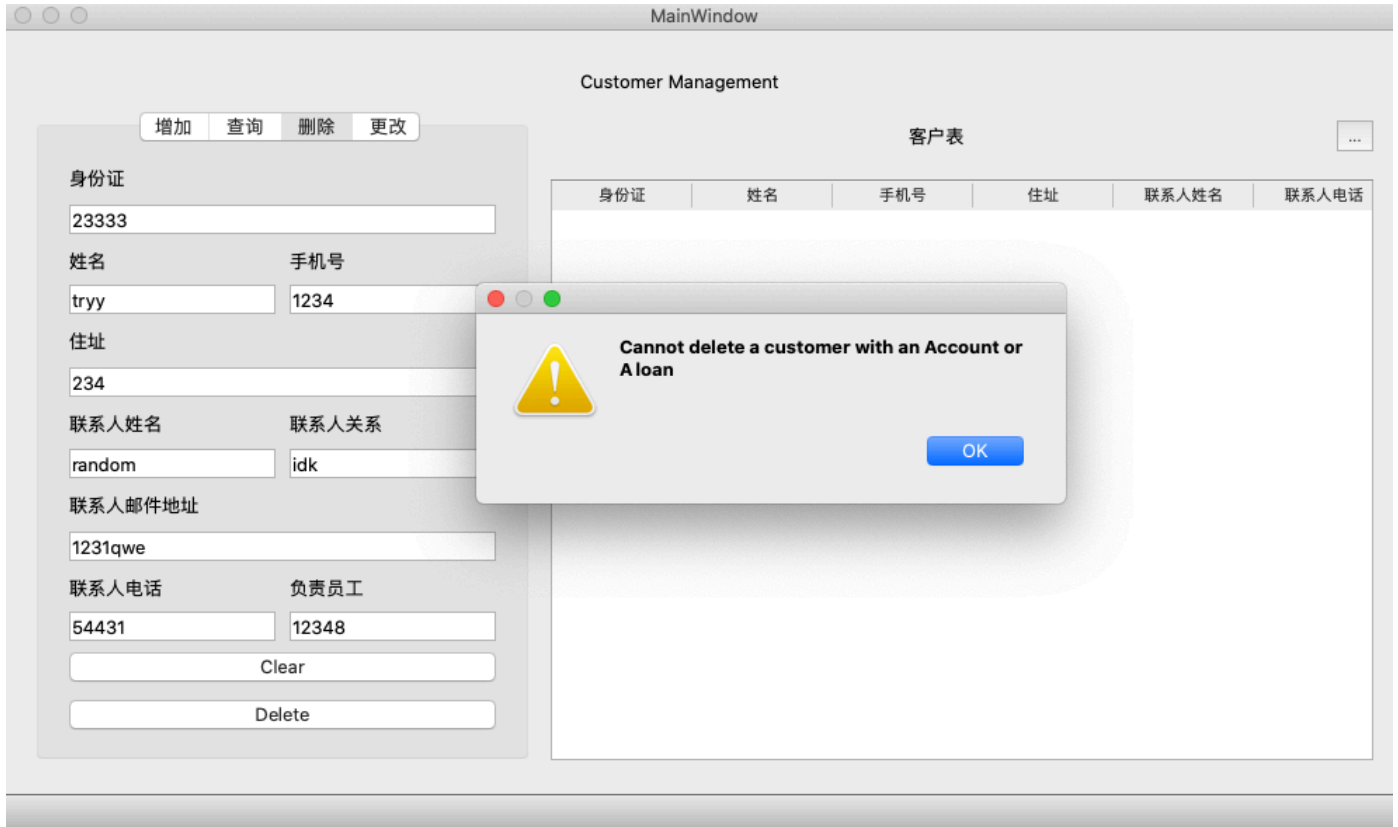 MainWindow
Customer Management
增加 查询 删除 更改
客户表
...
身份证
23333
姓名 手机号
tryy 1234
住址
234
联系人姓名 联系人关系
random idk
联系人邮件地址
1231qwe
联系人电话 负责员工
54431 12348
Clear
Delete
身份证 姓名 手机号 住址 联系人姓名 联系人电话
Cannot delete a customer with an Account or
A loan
OK